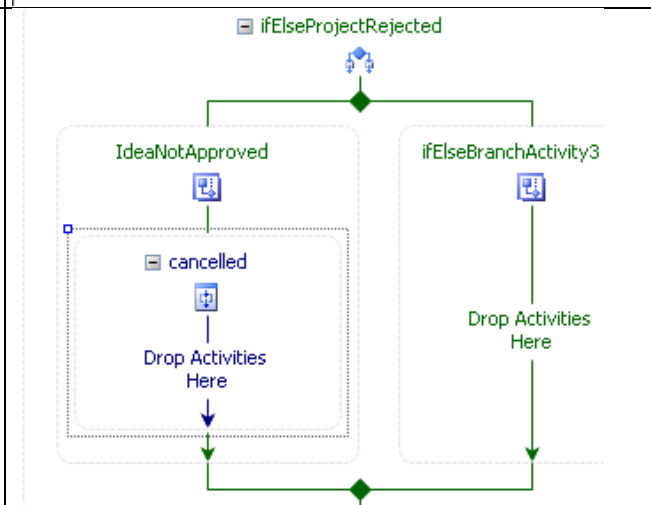 ifElseProjectRejected
IdeaNotApproved
ifElseBranchActivity3
cancelled
Drop Activities
Here
Drop Activities
Here